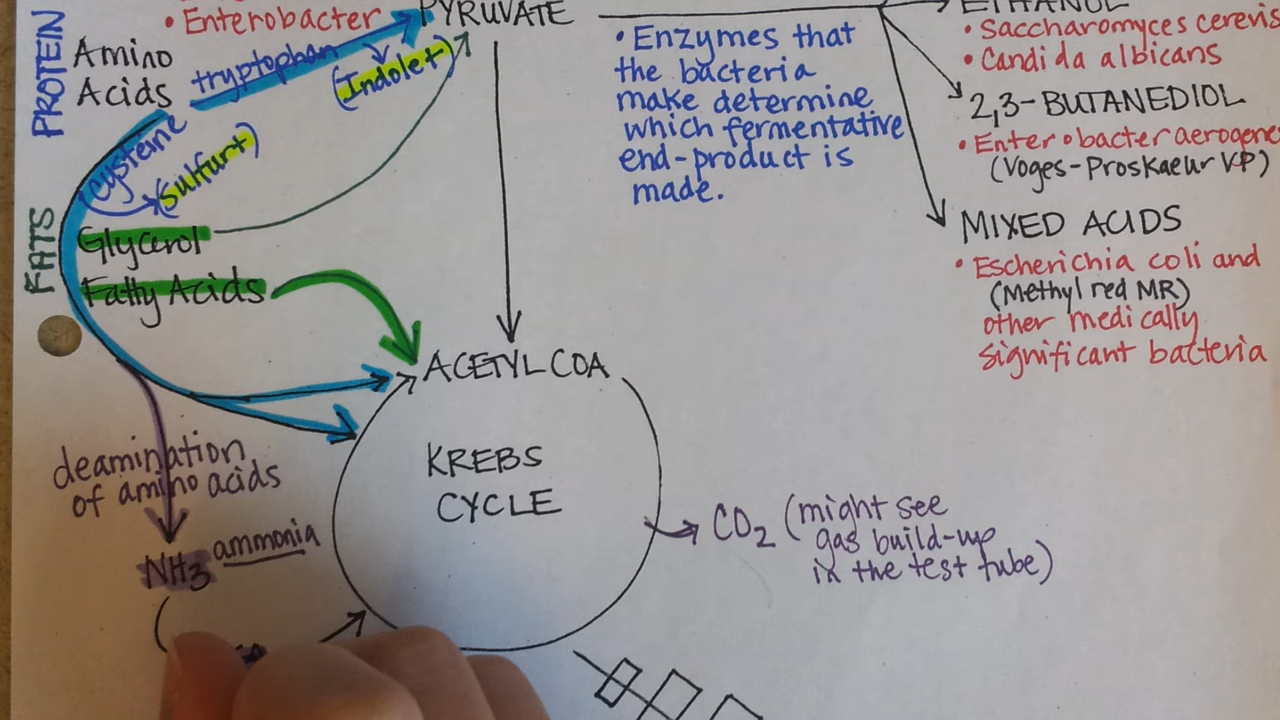 • Enterobacter
PYRUVATE
PROTEIN
Amino
Acids
tryptophan
(Indole+)
cysteine
(Sulfur+)
FATS
Glycerol
Fatty Acids
• Enzymes that
the bacteria
make determine
which fermentative
end-product is
made.
ETHANOL
• Saccharomyces cerevis
• Candida albicans
2,3-BUTANEDIOL
• Enterobacter aerogene
(Voges-Proskaeur VP)
MIXED ACIDS
• Escherichia coli and
(Methyl red MR)
other medically
significant bacteria
ACETYL COA
KREBS
CYCLE
deamination
of amino acids
NH3 ammonia
CO2 (might see
gas build-up
in the test tube)